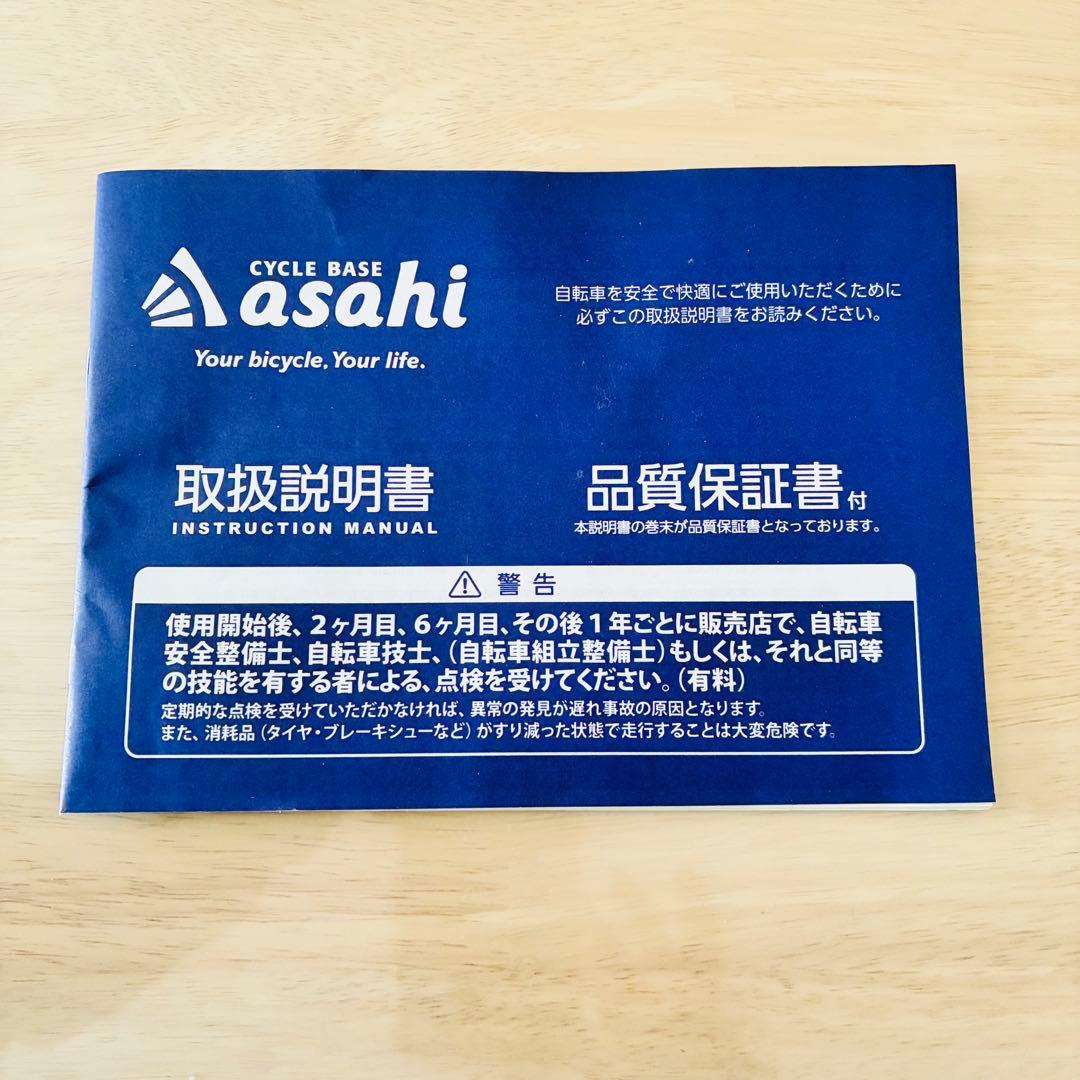 CYCLE BASE
asahi
Your bicycle, Your life.
自転車を安全で快適にご使用いただくために
必ずこの取扱説明書をお読みください。
取扱説明書
INSTRUCTION MANUAL
品質保証書付
本説明書の巻末が品質保証書となっております。
警告
使用開始後、2ヶ月目、6ヶ月目、その後1年ごとに販売店で、自転車
安全整備士、自転車技士、(自転車組立整備士)もしくは、それと同等
の技能を有する者による、点検を受けてください。(有料)
定期的な点検を受けていただかなければ、異常の発見が遅れ事故の原因となります。
また、消耗品(タイヤ・ブレーキシューなど)がすり減った状態で走行することは大変危険です。